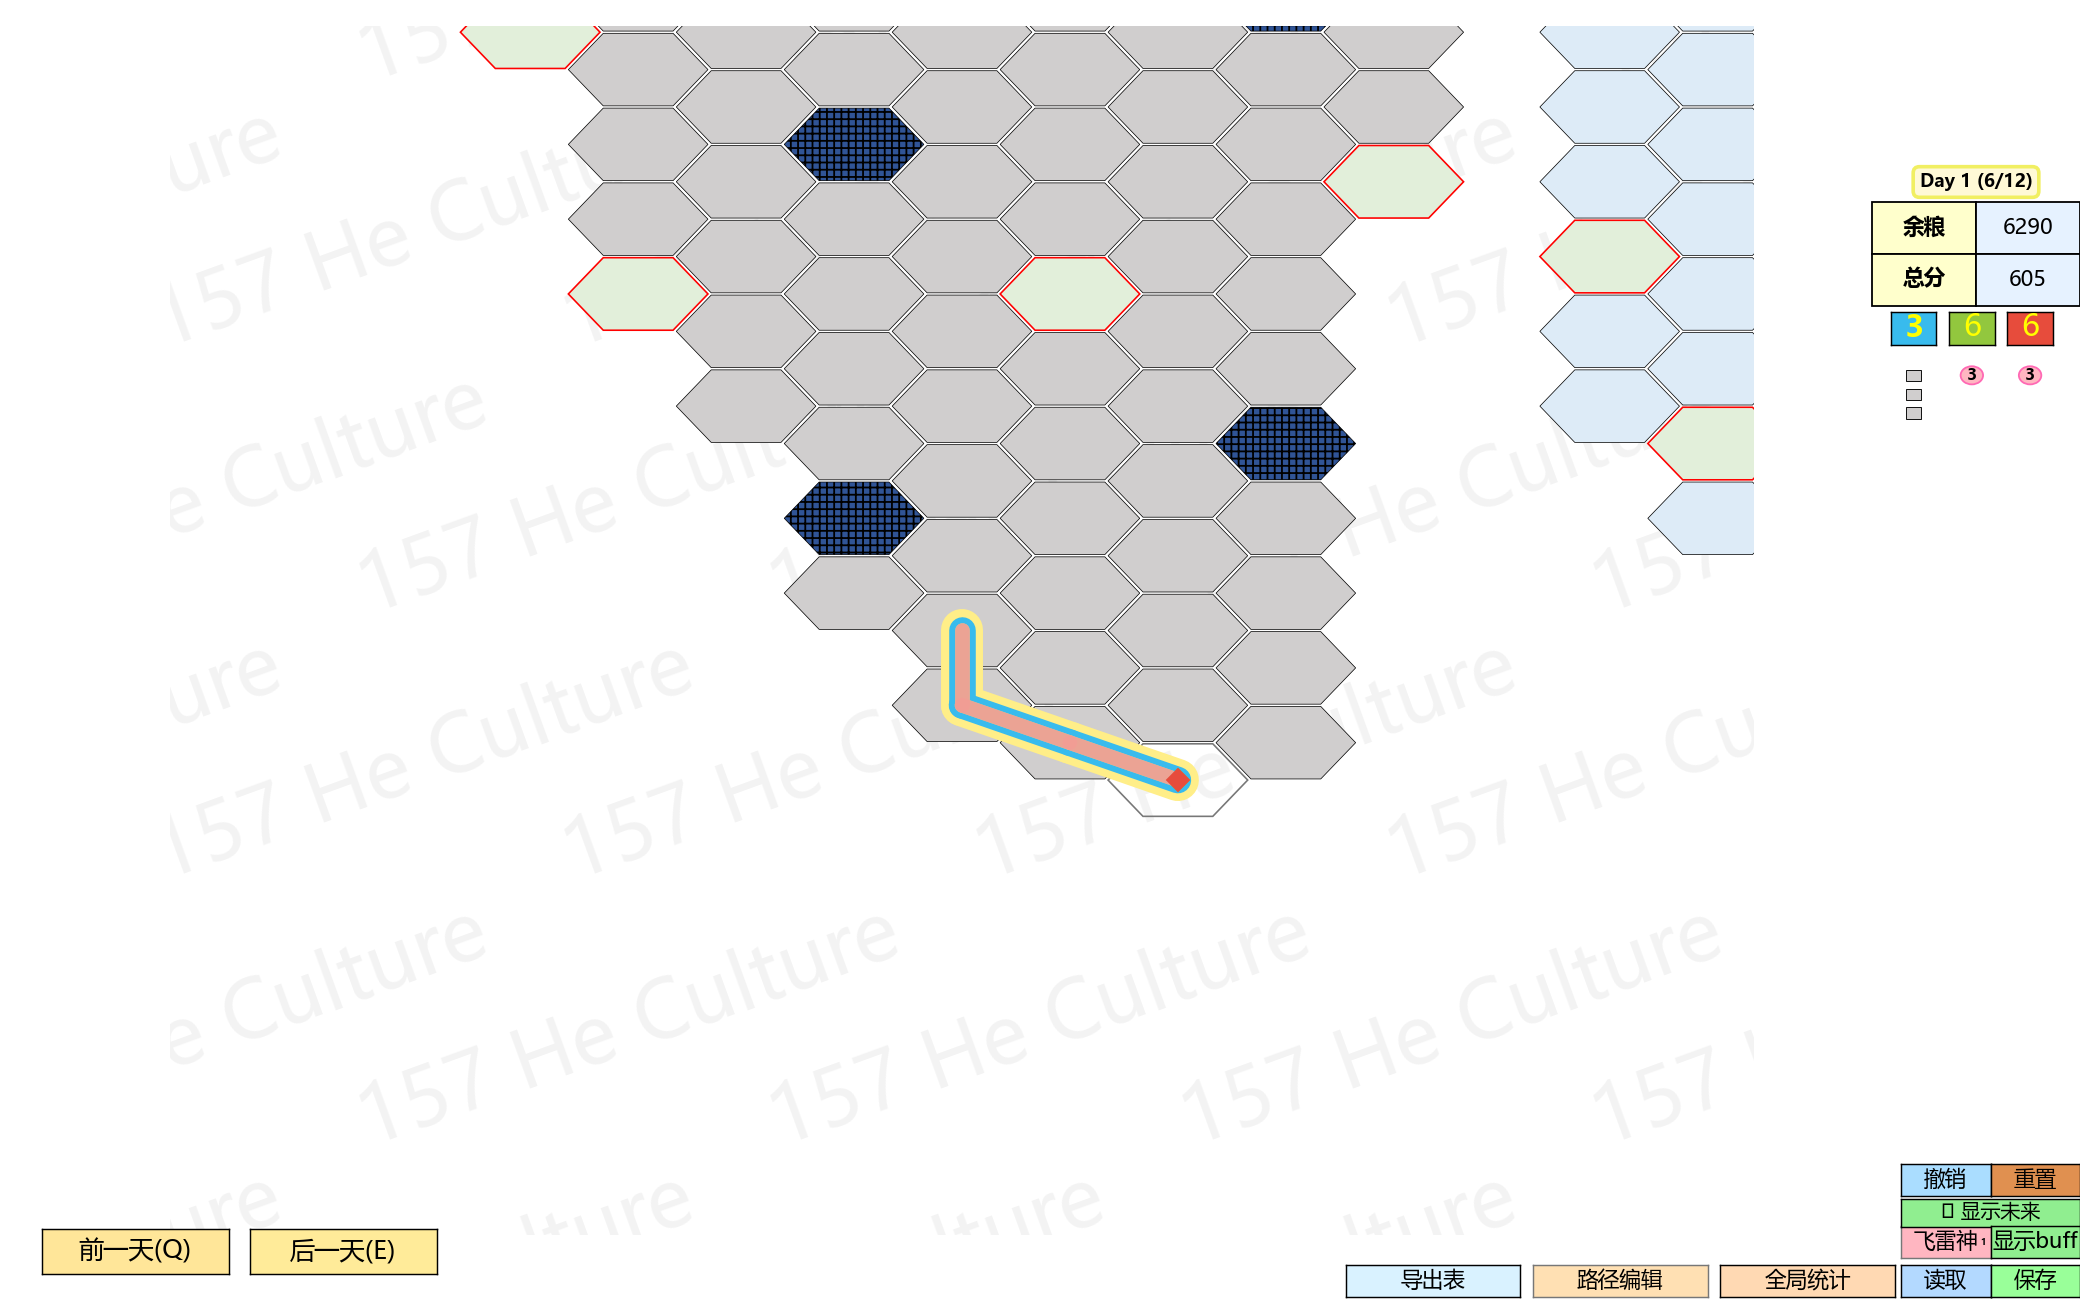 Day 1 (6/12)
余粮 6290
总分 605
3 6 6
3 3
撤销 重置
显示未来
飞雷神 1 显示buff
前一天(Q) 后一天(E)
导出表 路径编辑 全局统计 读取 保存
157 He Culture